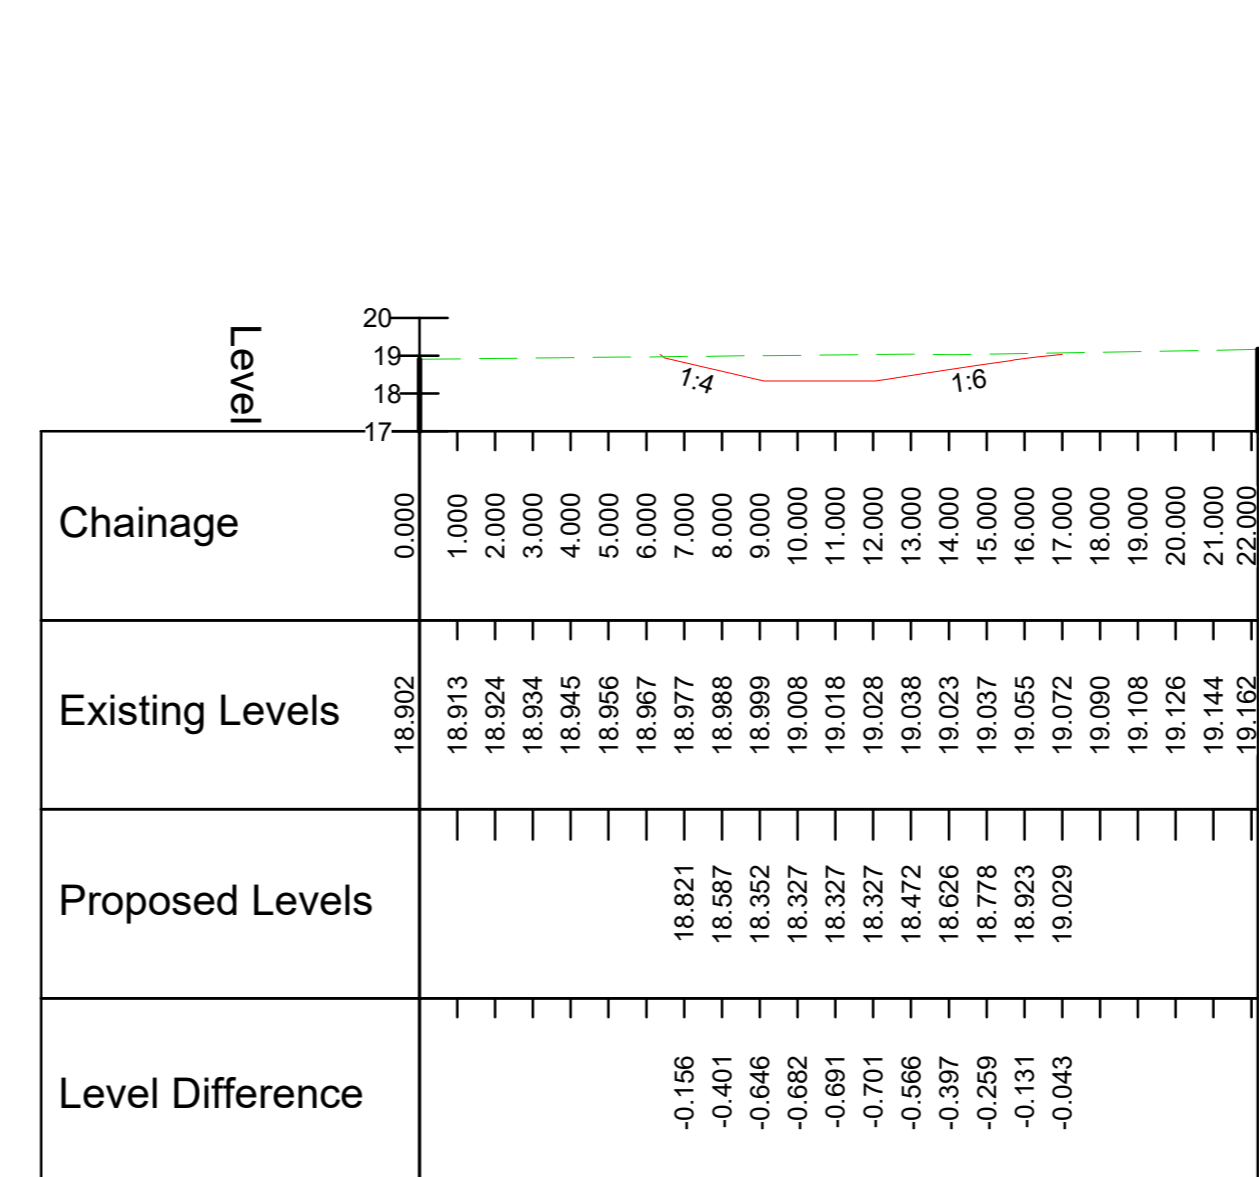 20
19
18
17
Level
1:4
1:6
Chainage 0.000 1.000 2.000 3.000 4.000 5.000 6.000 7.000 8.000 9.000 10.000 11.000 12.000 13.000 14.000 15.000 16.000 17.000 18.000 19.000 20.000 21.000 22.000
Existing Levels 18.902 18.913 18.924 18.934 18.945 18.956 18.967 18.977 18.988 18.999 19.008 19.018 19.028 19.038 19.023 19.037 19.055 19.072 19.090 19.108 19.126 19.144 19.162
Proposed Levels 18.821 18.587 18.352 18.327 18.327 18.327 18.472 18.626 18.778 18.923 19.029
Level Difference -0.156 -0.401 -0.646 -0.682 -0.691 -0.701 -0.566 -0.397 -0.259 -0.131 -0.043